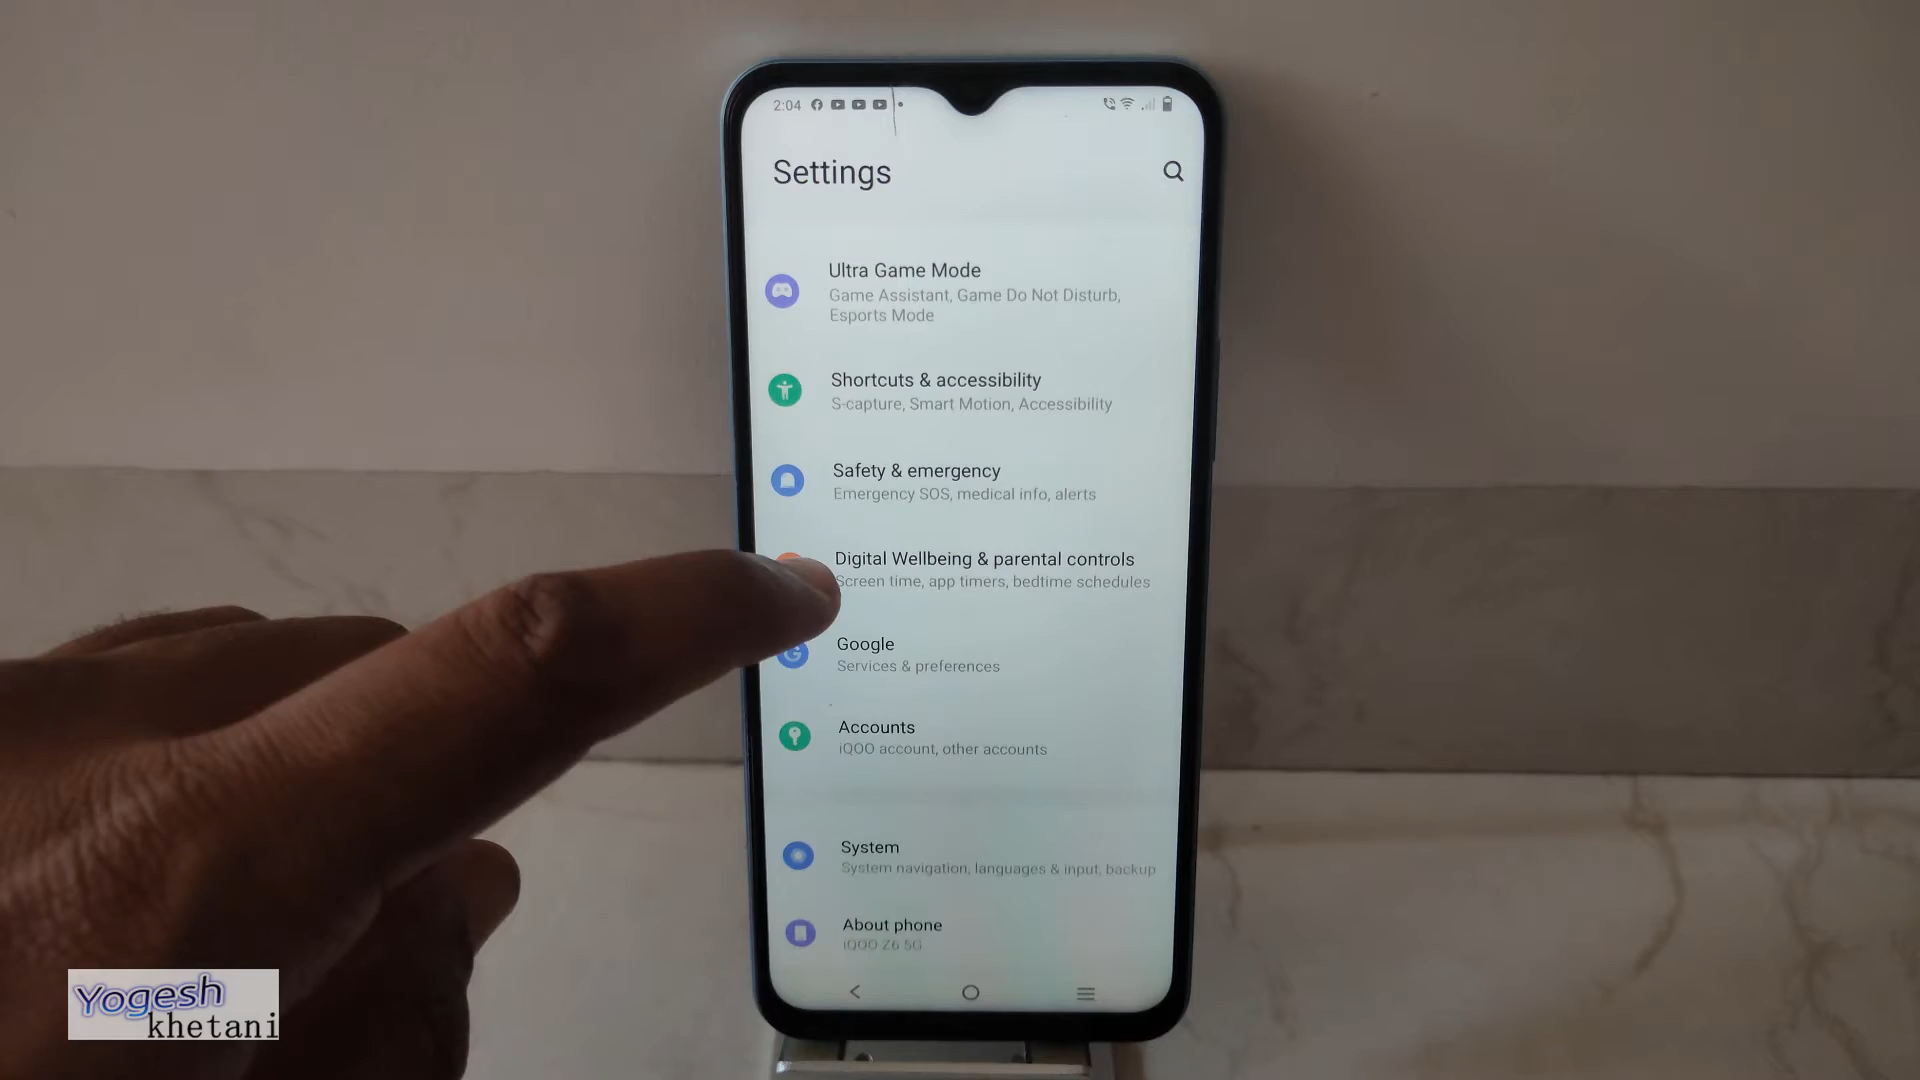 2:04
Settings
Ultra Game Mode
Game Assistant, Game Do Not Disturb,
Esports Mode
Shortcuts & accessibility
S-capture, Smart Motion, Accessibility
Safety & emergency
Emergency SOS, medical info, alerts
Digital Wellbeing & parental controls
Screen time, app timers, bedtime schedules
Google
Services & preferences
Accounts
iQOO account, other accounts
System
System navigation, languages & input, backup
About phone
iQOO Z6 5G
Yogesh
khetani